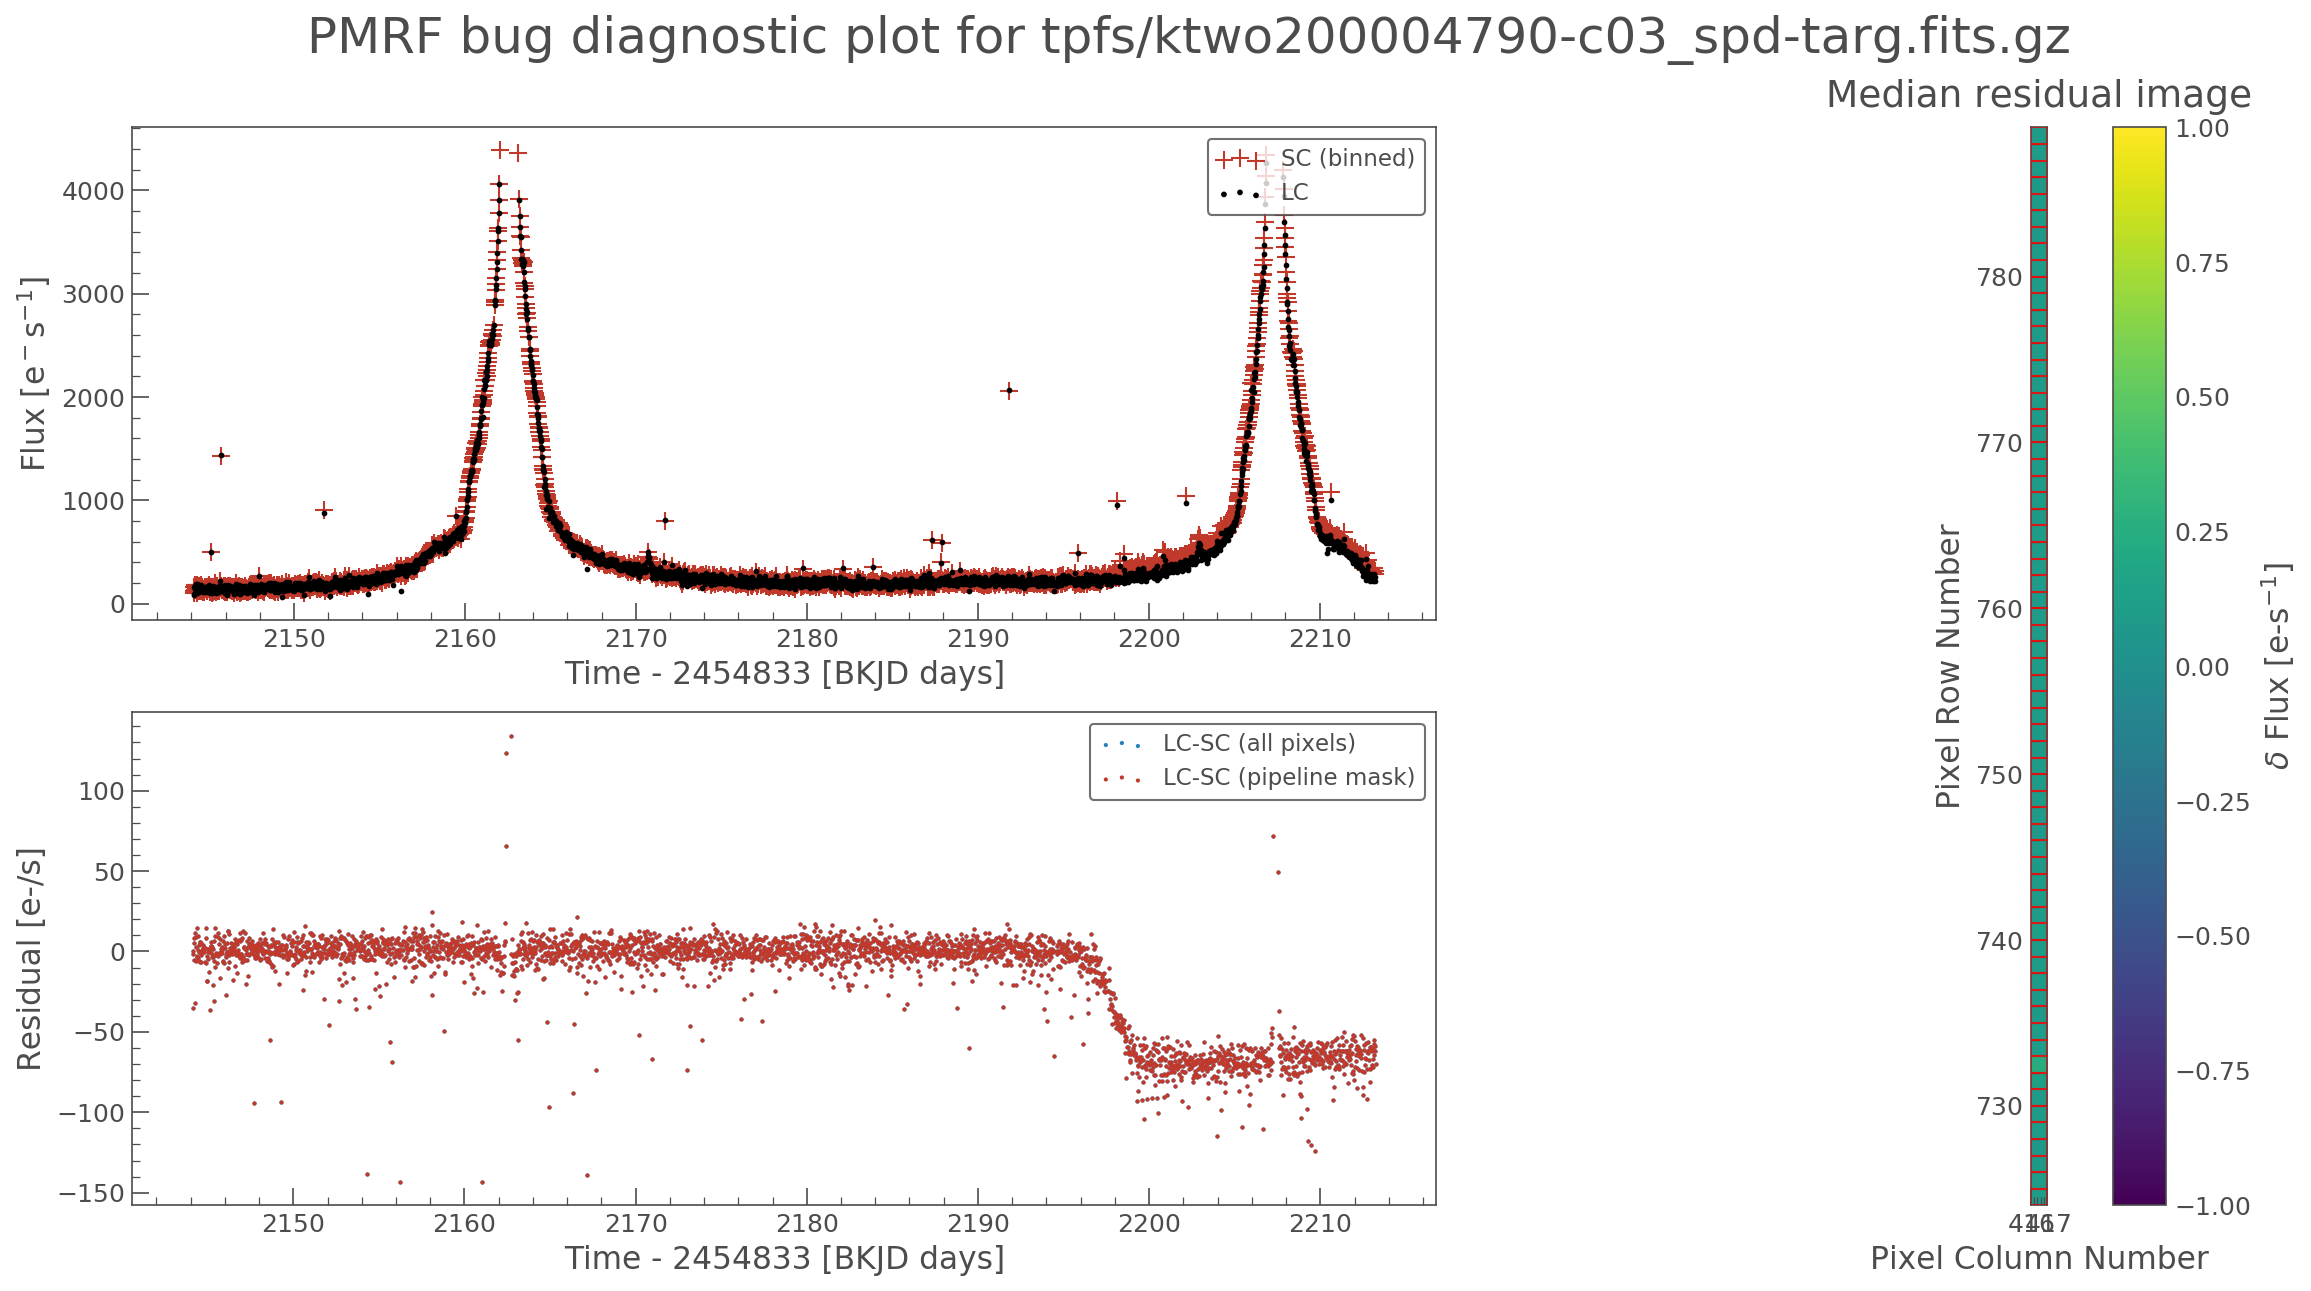 PMRF bug diagnostic plot for tpfs/ktwo200004790-c03_spd-targ.fits.gz
Flux [e⁻ s⁻¹]
4000
3000
2000
1000
0
SC (binned)
LC
2150 2160 2170 2180 2190 2200 2210
Time - 2454833 [BKJD days]
Residual [e-/s]
100
50
0
−50
−100
−150
LC-SC (all pixels)
LC-SC (pipeline mask)
2150 2160 2170 2180 2190 2200 2210
Time - 2454833 [BKJD days]
Median residual image
Pixel Row Number
780
770
760
750
740
730
416 417
Pixel Column Number
1.00
0.75
0.50
0.25
0.00
−0.25
−0.50
−0.75
−1.00
δ Flux [e-s⁻¹]